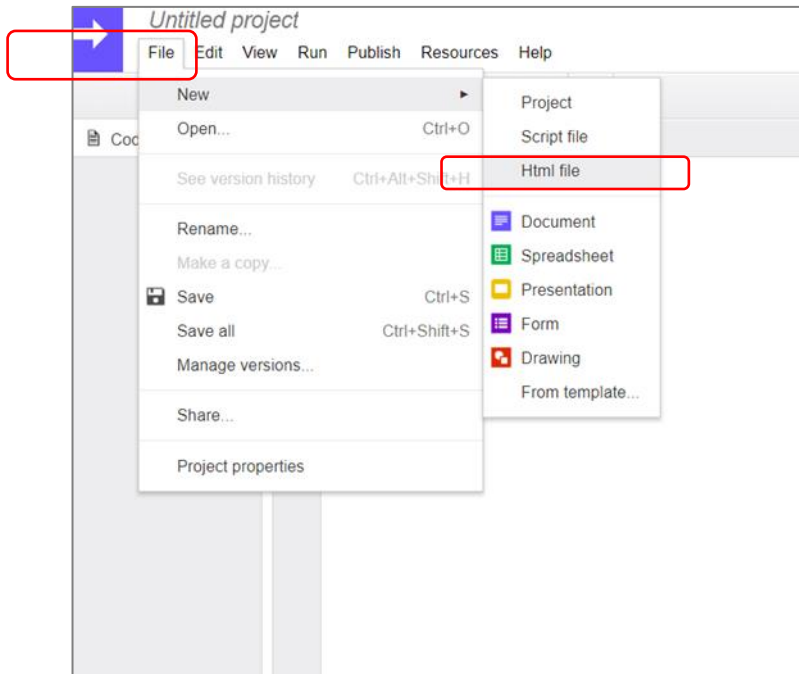 Untitled project
File Edit View Run Publish Resources Help
New
Open... Ctrl+O
See version history Ctrl+Alt+Shift+H
Rename...
Make a copy...
Save Ctrl+S
Save all Ctrl+Shift+S
Manage versions...
Share...
Project properties
Project
Script file
Html file
Document
Spreadsheet
Presentation
Form
Drawing
From template...